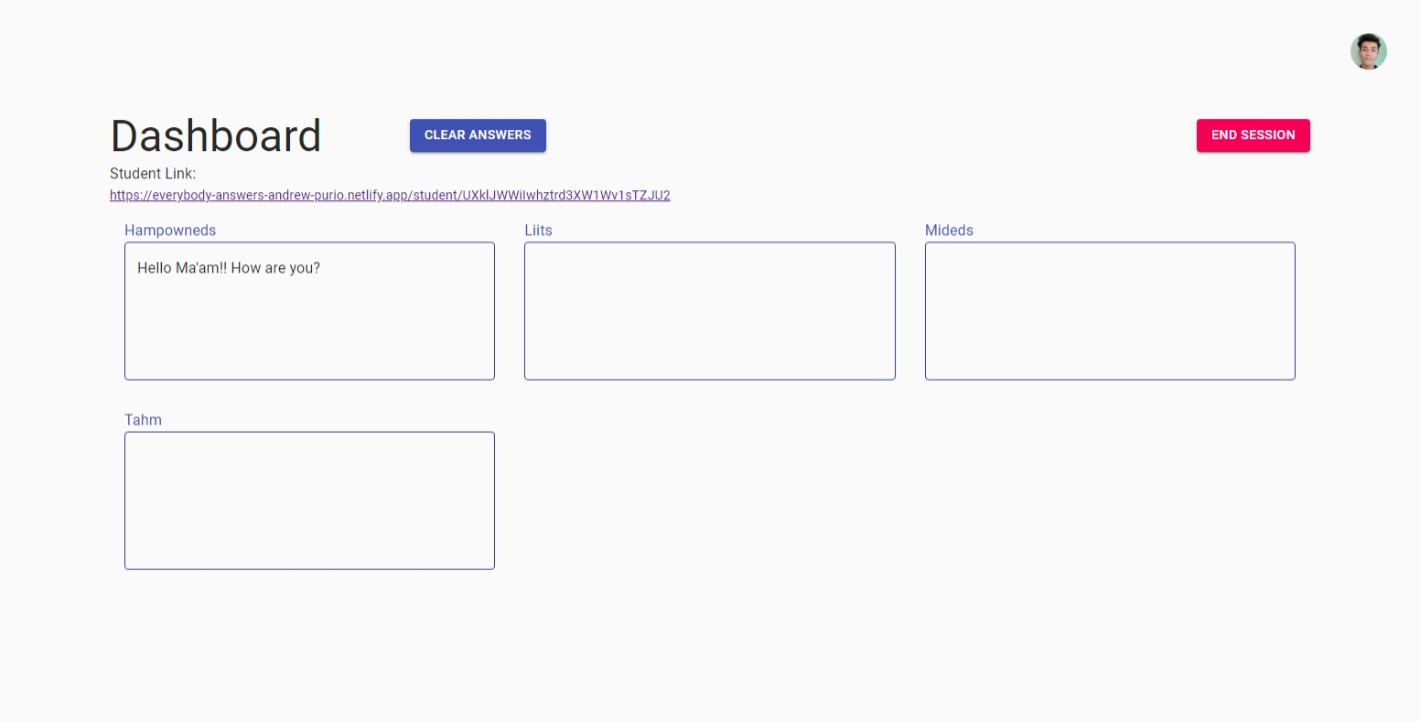 Dashboard
CLEAR ANSWERS
END SESSION
Student Link:
https://everybody-answers-andrew-purio.netlify.app/student/UXklJWWiIwhztrd3XW1Wv1sTZJU2
Hampowneds
Liits
Mideds
Hello Ma'am!! How are you?
Tahm